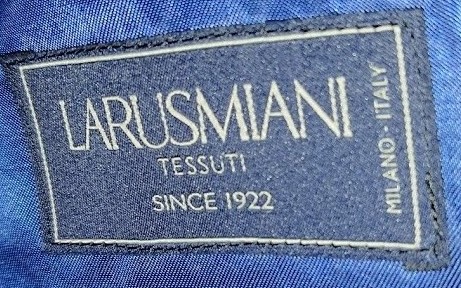 LARUSMIANI
TESSUTI
SINCE 1922
MILANO - ITALY